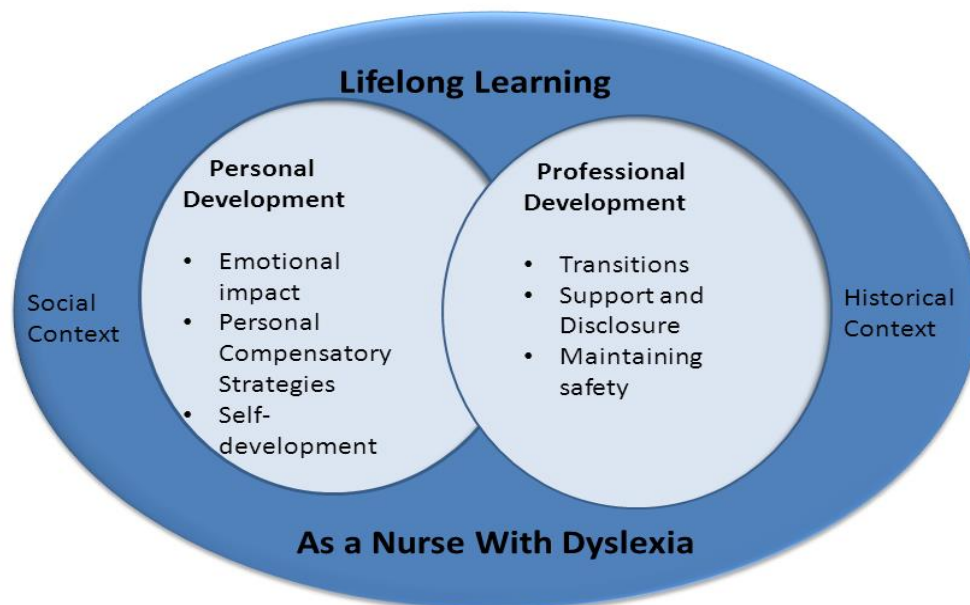 Lifelong Learning
Personal
Development
• Emotional
impact
• Personal
Compensatory
Strategies
• Self-
development
Professional
Development
• Transitions
• Support and
Disclosure
• Maintaining
safety
Social
Context
Historical
Context
As a Nurse With Dyslexia